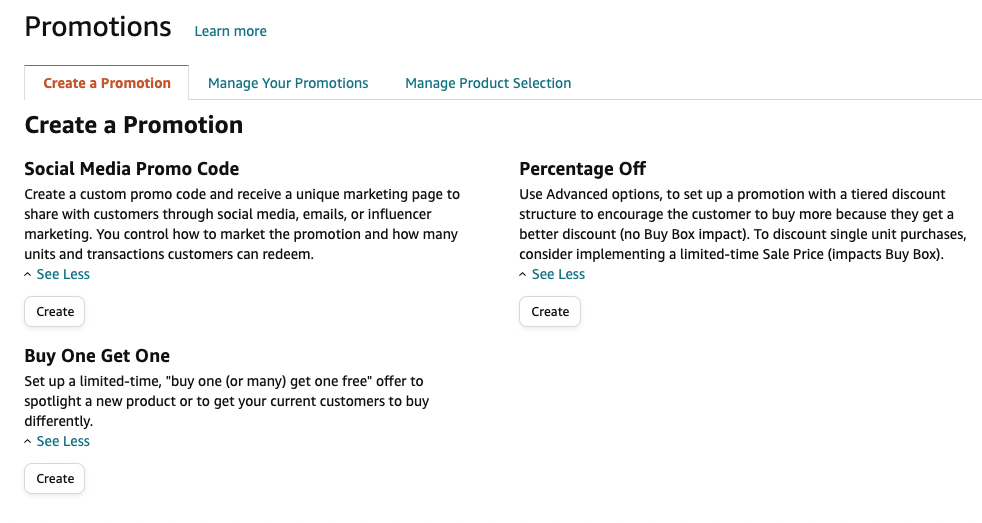 Promotions Learn more
Create a Promotion Manage Your Promotions Manage Product Selection
Create a Promotion
Social Media Promo Code
Create a custom promo code and receive a unique marketing page to
share with customers through social media, emails, or influencer
marketing. You control how to market the promotion and how many
units and transactions customers can redeem.
See Less
Create
Percentage Off
Use Advanced options, to set up a promotion with a tiered discount
structure to encourage the customer to buy more because they get a
better discount (no Buy Box impact). To discount single unit purchases,
consider implementing a limited-time Sale Price (impacts Buy Box).
See Less
Create
Buy One Get One
Set up a limited-time, "buy one (or many) get one free" offer to
spotlight a new product or to get your current customers to buy
differently.
See Less
Create